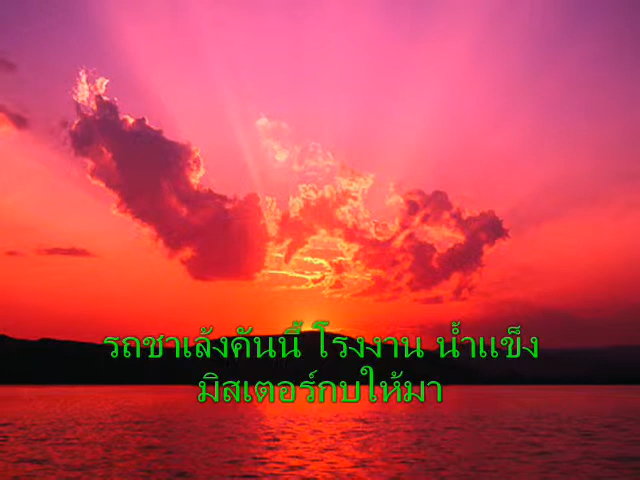 รถชาเล้งคันนี้ โรงงาน น้ำแข็ง
มิสเตอร์กบให้มา